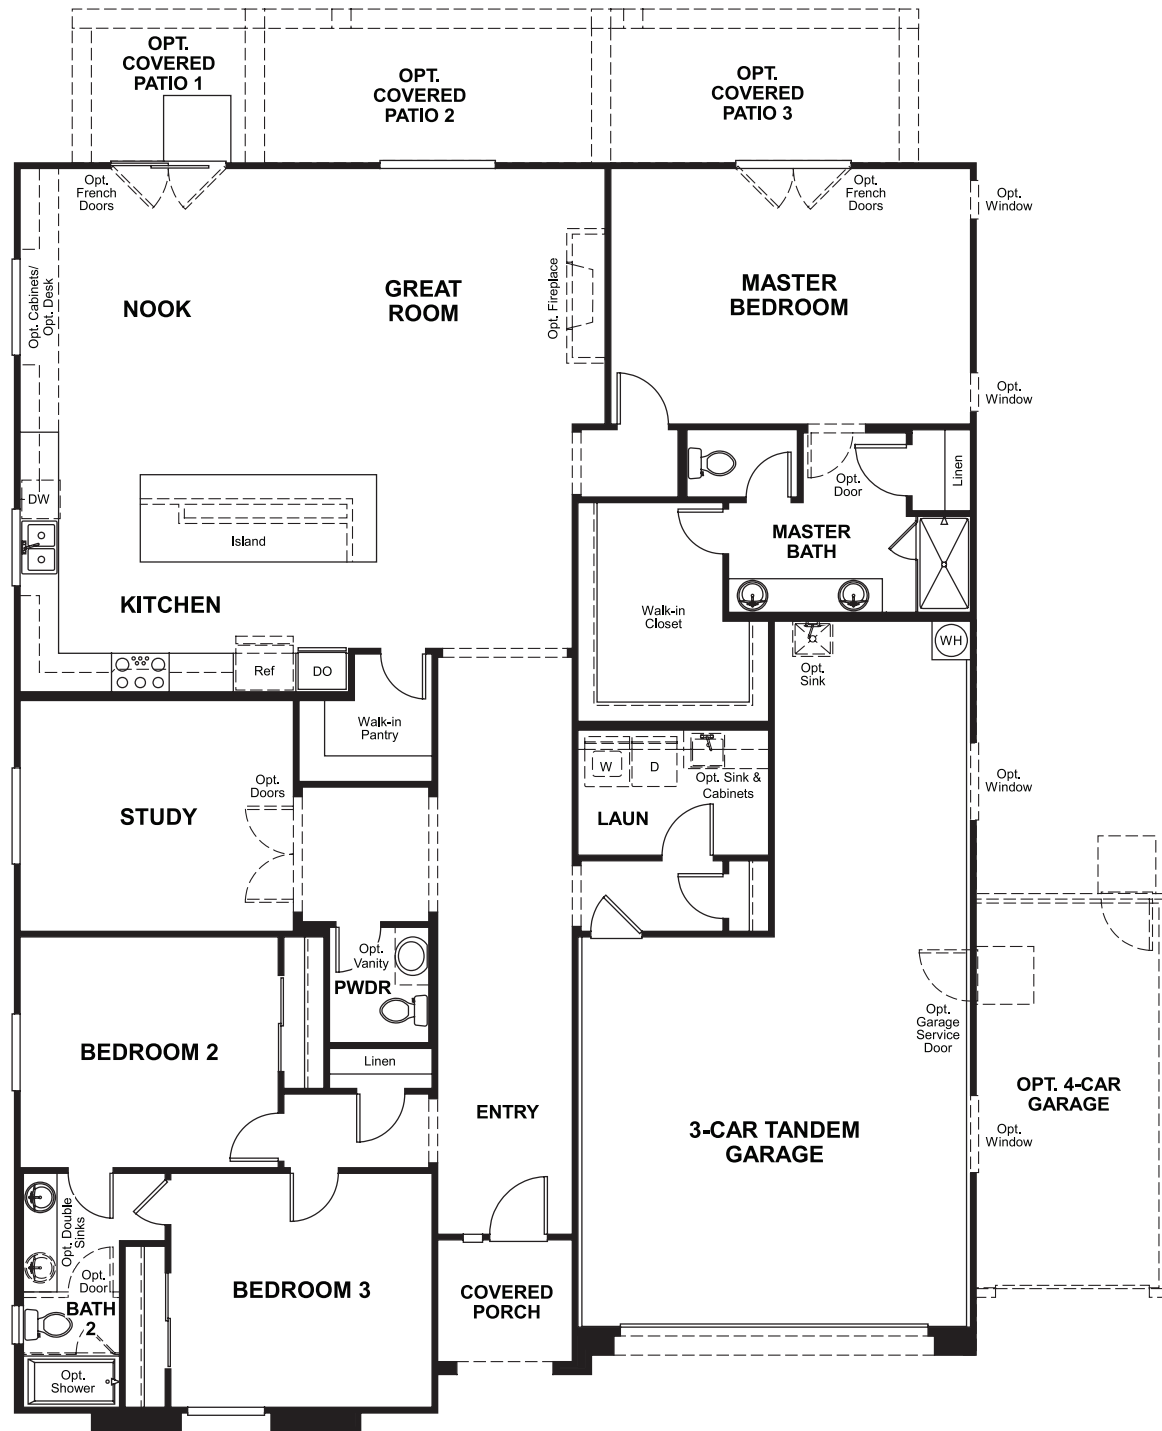 OPT.
COVERED
PATIO 1
OPT.
COVERED
PATIO 2
OPT.
COVERED
PATIO 3
Opt.
French
Doors
Opt.
French
Doors
Opt.
Window
Opt. Cabinets/
Opt. Desk
NOOK
GREAT
ROOM
Opt. Fireplace
MASTER
BEDROOM
Opt.
Window
DW
Island
KITCHEN
Ref
DO
Opt.
Door
Linen
MASTER
BATH
Walk-in
Closet
Opt.
Sink
WH
Walk-in
Pantry
Opt.
Doors
STUDY
W
D
Opt. Sink &
Cabinets
LAUN
Opt.
Window
Opt.
Vanity
PWDR
Opt.
Garage
Service
Door
BEDROOM 2
Linen
ENTRY
3-CAR TANDEM
GARAGE
OPT. 4-CAR
GARAGE
Opt.
Window
Opt. Double
Sinks
Opt.
Door
BATH
2
BEDROOM 3
COVERED
PORCH
Opt.
Shower